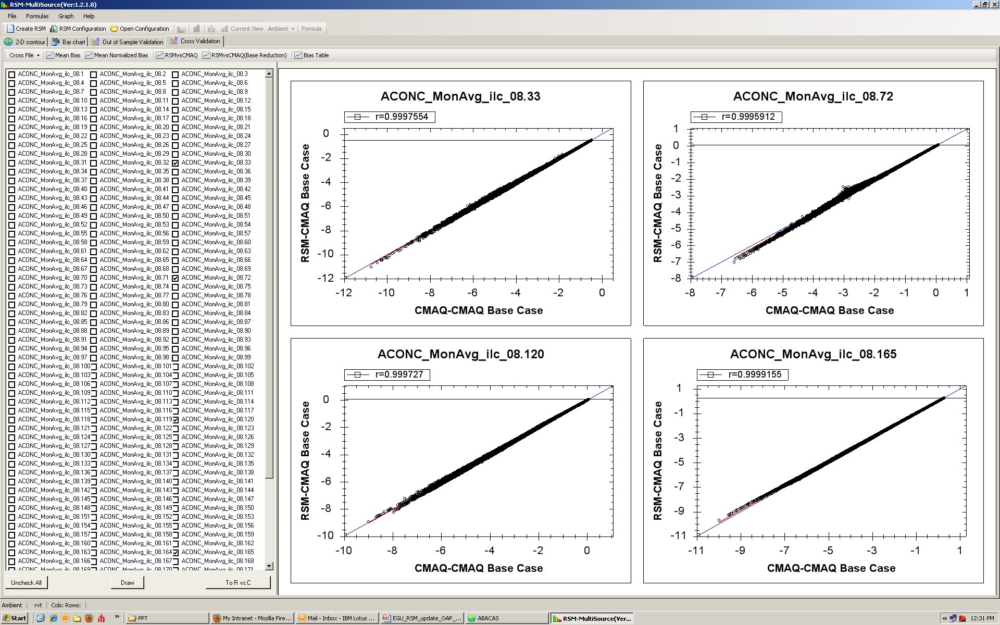 RSM-MultiSource(Ver:1.2.1.8)
File Formulas Graph Help
Create RSM RSM Configuration Open Configuration Current View Ambient Formula
2-D contour Bar chart Out of Sample Validation Cross Validation
Cross File Mean Bias Mean Normalized Bias RSMvsCMAQ RSMvsCMAQ(Base Reduction) Bias Table
ACONC_MonAvg_ilc_08.1 ACONC_MonAvg_ilc_08.2 ACONC_MonAvg_ilc_08.3
ACONC_MonAvg_ilc_08.4 ACONC_MonAvg_ilc_08.5 ACONC_MonAvg_ilc_08.6
ACONC_MonAvg_ilc_08.7 ACONC_MonAvg_ilc_08.8 ACONC_MonAvg_ilc_08.9
ACONC_MonAvg_ilc_08.10 ACONC_MonAvg_ilc_08.11 ACONC_MonAvg_ilc_08.12
ACONC_MonAvg_ilc_08.13 ACONC_MonAvg_ilc_08.14 ACONC_MonAvg_ilc_08.15
ACONC_MonAvg_ilc_08.16 ACONC_MonAvg_ilc_08.17 ACONC_MonAvg_ilc_08.18
ACONC_MonAvg_ilc_08.19 ACONC_MonAvg_ilc_08.20 ACONC_MonAvg_ilc_08.21
ACONC_MonAvg_ilc_08.22 ACONC_MonAvg_ilc_08.23 ACONC_MonAvg_ilc_08.24
ACONC_MonAvg_ilc_08.25 ACONC_MonAvg_ilc_08.26 ACONC_MonAvg_ilc_08.27
ACONC_MonAvg_ilc_08.28 ACONC_MonAvg_ilc_08.29 ACONC_MonAvg_ilc_08.30
ACONC_MonAvg_ilc_08.31 ACONC_MonAvg_ilc_08.32 ACONC_MonAvg_ilc_08.33
ACONC_MonAvg_ilc_08.34 ACONC_MonAvg_ilc_08.35 ACONC_MonAvg_ilc_08.36
ACONC_MonAvg_ilc_08.37 ACONC_MonAvg_ilc_08.38 ACONC_MonAvg_ilc_08.39
ACONC_MonAvg_ilc_08.40 ACONC_MonAvg_ilc_08.41 ACONC_MonAvg_ilc_08.42
ACONC_MonAvg_ilc_08.43 ACONC_MonAvg_ilc_08.44 ACONC_MonAvg_ilc_08.45
ACONC_MonAvg_ilc_08.46 ACONC_MonAvg_ilc_08.47 ACONC_MonAvg_ilc_08.48
ACONC_MonAvg_ilc_08.49 ACONC_MonAvg_ilc_08.50 ACONC_MonAvg_ilc_08.51
ACONC_MonAvg_ilc_08.52 ACONC_MonAvg_ilc_08.53 ACONC_MonAvg_ilc_08.54
ACONC_MonAvg_ilc_08.55 ACONC_MonAvg_ilc_08.56 ACONC_MonAvg_ilc_08.57
ACONC_MonAvg_ilc_08.58 ACONC_MonAvg_ilc_08.59 ACONC_MonAvg_ilc_08.60
ACONC_MonAvg_ilc_08.61 ACONC_MonAvg_ilc_08.62 ACONC_MonAvg_ilc_08.63
ACONC_MonAvg_ilc_08.64 ACONC_MonAvg_ilc_08.65 ACONC_MonAvg_ilc_08.66
ACONC_MonAvg_ilc_08.67 ACONC_MonAvg_ilc_08.68 ACONC_MonAvg_ilc_08.69
ACONC_MonAvg_ilc_08.70 ACONC_MonAvg_ilc_08.71 ACONC_MonAvg_ilc_08.72
ACONC_MonAvg_ilc_08.73 ACONC_MonAvg_ilc_08.74 ACONC_MonAvg_ilc_08.75
ACONC_MonAvg_ilc_08.76 ACONC_MonAvg_ilc_08.77 ACONC_MonAvg_ilc_08.78
ACONC_MonAvg_ilc_08.79 ACONC_MonAvg_ilc_08.80 ACONC_MonAvg_ilc_08.81
ACONC_MonAvg_ilc_08.82 ACONC_MonAvg_ilc_08.83 ACONC_MonAvg_ilc_08.84
ACONC_MonAvg_ilc_08.85 ACONC_MonAvg_ilc_08.86 ACONC_MonAvg_ilc_08.87
ACONC_MonAvg_ilc_08.88 ACONC_MonAvg_ilc_08.89 ACONC_MonAvg_ilc_08.90
ACONC_MonAvg_ilc_08.91 ACONC_MonAvg_ilc_08.92 ACONC_MonAvg_ilc_08.93
ACONC_MonAvg_ilc_08.94 ACONC_MonAvg_ilc_08.95 ACONC_MonAvg_ilc_08.96
ACONC_MonAvg_ilc_08.97 ACONC_MonAvg_ilc_08.98 ACONC_MonAvg_ilc_08.99
ACONC_MonAvg_ilc_08.100 ACONC_MonAvg_ilc_08.101 ACONC_MonAvg_ilc_08.102
ACONC_MonAvg_ilc_08.103 ACONC_MonAvg_ilc_08.104 ACONC_MonAvg_ilc_08.105
ACONC_MonAvg_ilc_08.106 ACONC_MonAvg_ilc_08.107 ACONC_MonAvg_ilc_08.108
ACONC_MonAvg_ilc_08.109 ACONC_MonAvg_ilc_08.110 ACONC_MonAvg_ilc_08.111
ACONC_MonAvg_ilc_08.112 ACONC_MonAvg_ilc_08.113 ACONC_MonAvg_ilc_08.114
ACONC_MonAvg_ilc_08.115 ACONC_MonAvg_ilc_08.116 ACONC_MonAvg_ilc_08.117
ACONC_MonAvg_ilc_08.118 ACONC_MonAvg_ilc_08.119 ACONC_MonAvg_ilc_08.120
ACONC_MonAvg_ilc_08.121 ACONC_MonAvg_ilc_08.122 ACONC_MonAvg_ilc_08.123
ACONC_MonAvg_ilc_08.124 ACONC_MonAvg_ilc_08.125 ACONC_MonAvg_ilc_08.126
ACONC_MonAvg_ilc_08.127 ACONC_MonAvg_ilc_08.128 ACONC_MonAvg_ilc_08.129
ACONC_MonAvg_ilc_08.130 ACONC_MonAvg_ilc_08.131 ACONC_MonAvg_ilc_08.132
ACONC_MonAvg_ilc_08.133 ACONC_MonAvg_ilc_08.134 ACONC_MonAvg_ilc_08.135
ACONC_MonAvg_ilc_08.136 ACONC_MonAvg_ilc_08.137 ACONC_MonAvg_ilc_08.138
ACONC_MonAvg_ilc_08.139 ACONC_MonAvg_ilc_08.140 ACONC_MonAvg_ilc_08.141
ACONC_MonAvg_ilc_08.142 ACONC_MonAvg_ilc_08.143 ACONC_MonAvg_ilc_08.144
ACONC_MonAvg_ilc_08.145 ACONC_MonAvg_ilc_08.146 ACONC_MonAvg_ilc_08.147
ACONC_MonAvg_ilc_08.148 ACONC_MonAvg_ilc_08.149 ACONC_MonAvg_ilc_08.150
ACONC_MonAvg_ilc_08.151 ACONC_MonAvg_ilc_08.152 ACONC_MonAvg_ilc_08.153
ACONC_MonAvg_ilc_08.154 ACONC_MonAvg_ilc_08.155 ACONC_MonAvg_ilc_08.156
ACONC_MonAvg_ilc_08.157 ACONC_MonAvg_ilc_08.158 ACONC_MonAvg_ilc_08.159
ACONC_MonAvg_ilc_08.160 ACONC_MonAvg_ilc_08.161 ACONC_MonAvg_ilc_08.162
ACONC_MonAvg_ilc_08.163 ACONC_MonAvg_ilc_08.164 ACONC_MonAvg_ilc_08.165
ACONC_MonAvg_ilc_08.166 ACONC_MonAvg_ilc_08.167 ACONC_MonAvg_ilc_08.168
ACONC_MonAvg_ilc_08.169 ACONC_MonAvg_ilc_08.170 ACONC_MonAvg_ilc_08.171
Uncheck All Draw To R vs.C
ACONC_MonAvg_ilc_08.33
r=0.9997554
0
-2
-4
-6
-8
-10
-12
RSM-CMAQ Base Case
-12 -10 -8 -6 -4 -2 0
CMAQ-CMAQ Base Case
ACONC_MonAvg_ilc_08.72
r=0.9995912
1
0
-1
-2
-3
-4
-5
-6
-7
-8
RSM-CMAQ Base Case
-8 -7 -6 -5 -4 -3 -2 -1 0 1
CMAQ-CMAQ Base Case
ACONC_MonAvg_ilc_08.120
r=0.999727
0
-2
-4
-6
-8
-10
RSM-CMAQ Base Case
-10 -8 -6 -4 -2 0
CMAQ-CMAQ Base Case
ACONC_MonAvg_ilc_08.165
r=0.9999155
1
-1
-3
-5
-7
-9
-11
RSM-CMAQ Base Case
-11 -9 -7 -5 -3 -1 1
CMAQ-CMAQ Base Case
Ambient rvt Cols: Rows:
Start » PPT My Intranet - Mozilla Fire... Mail - Inbox - IBM Lotus ... EGU_RSM_update_OAP_... ABACAS RSM-MultiSource(Ver... « 12:31 PM